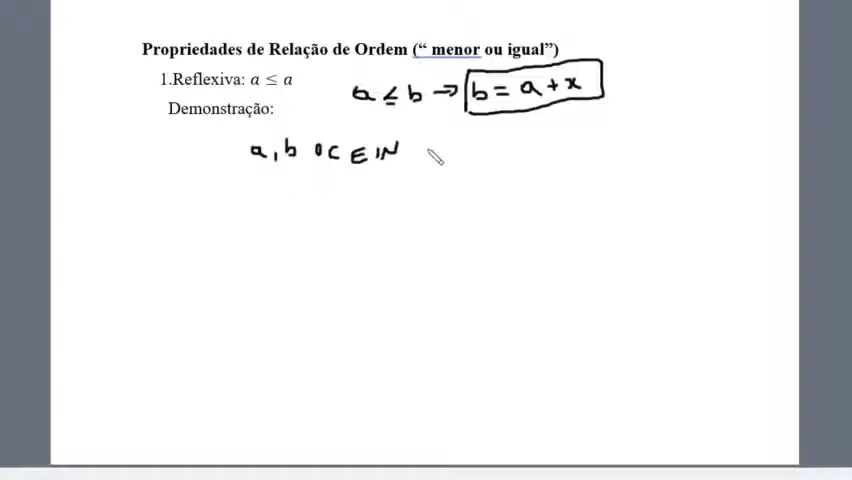 Propriedades de Relação de Ordem (“ menor ou igual”)
1.Reflexiva: a ≤ a
a ≤ b → b = a + x
Demonstração:
a, b o c ∈ IN